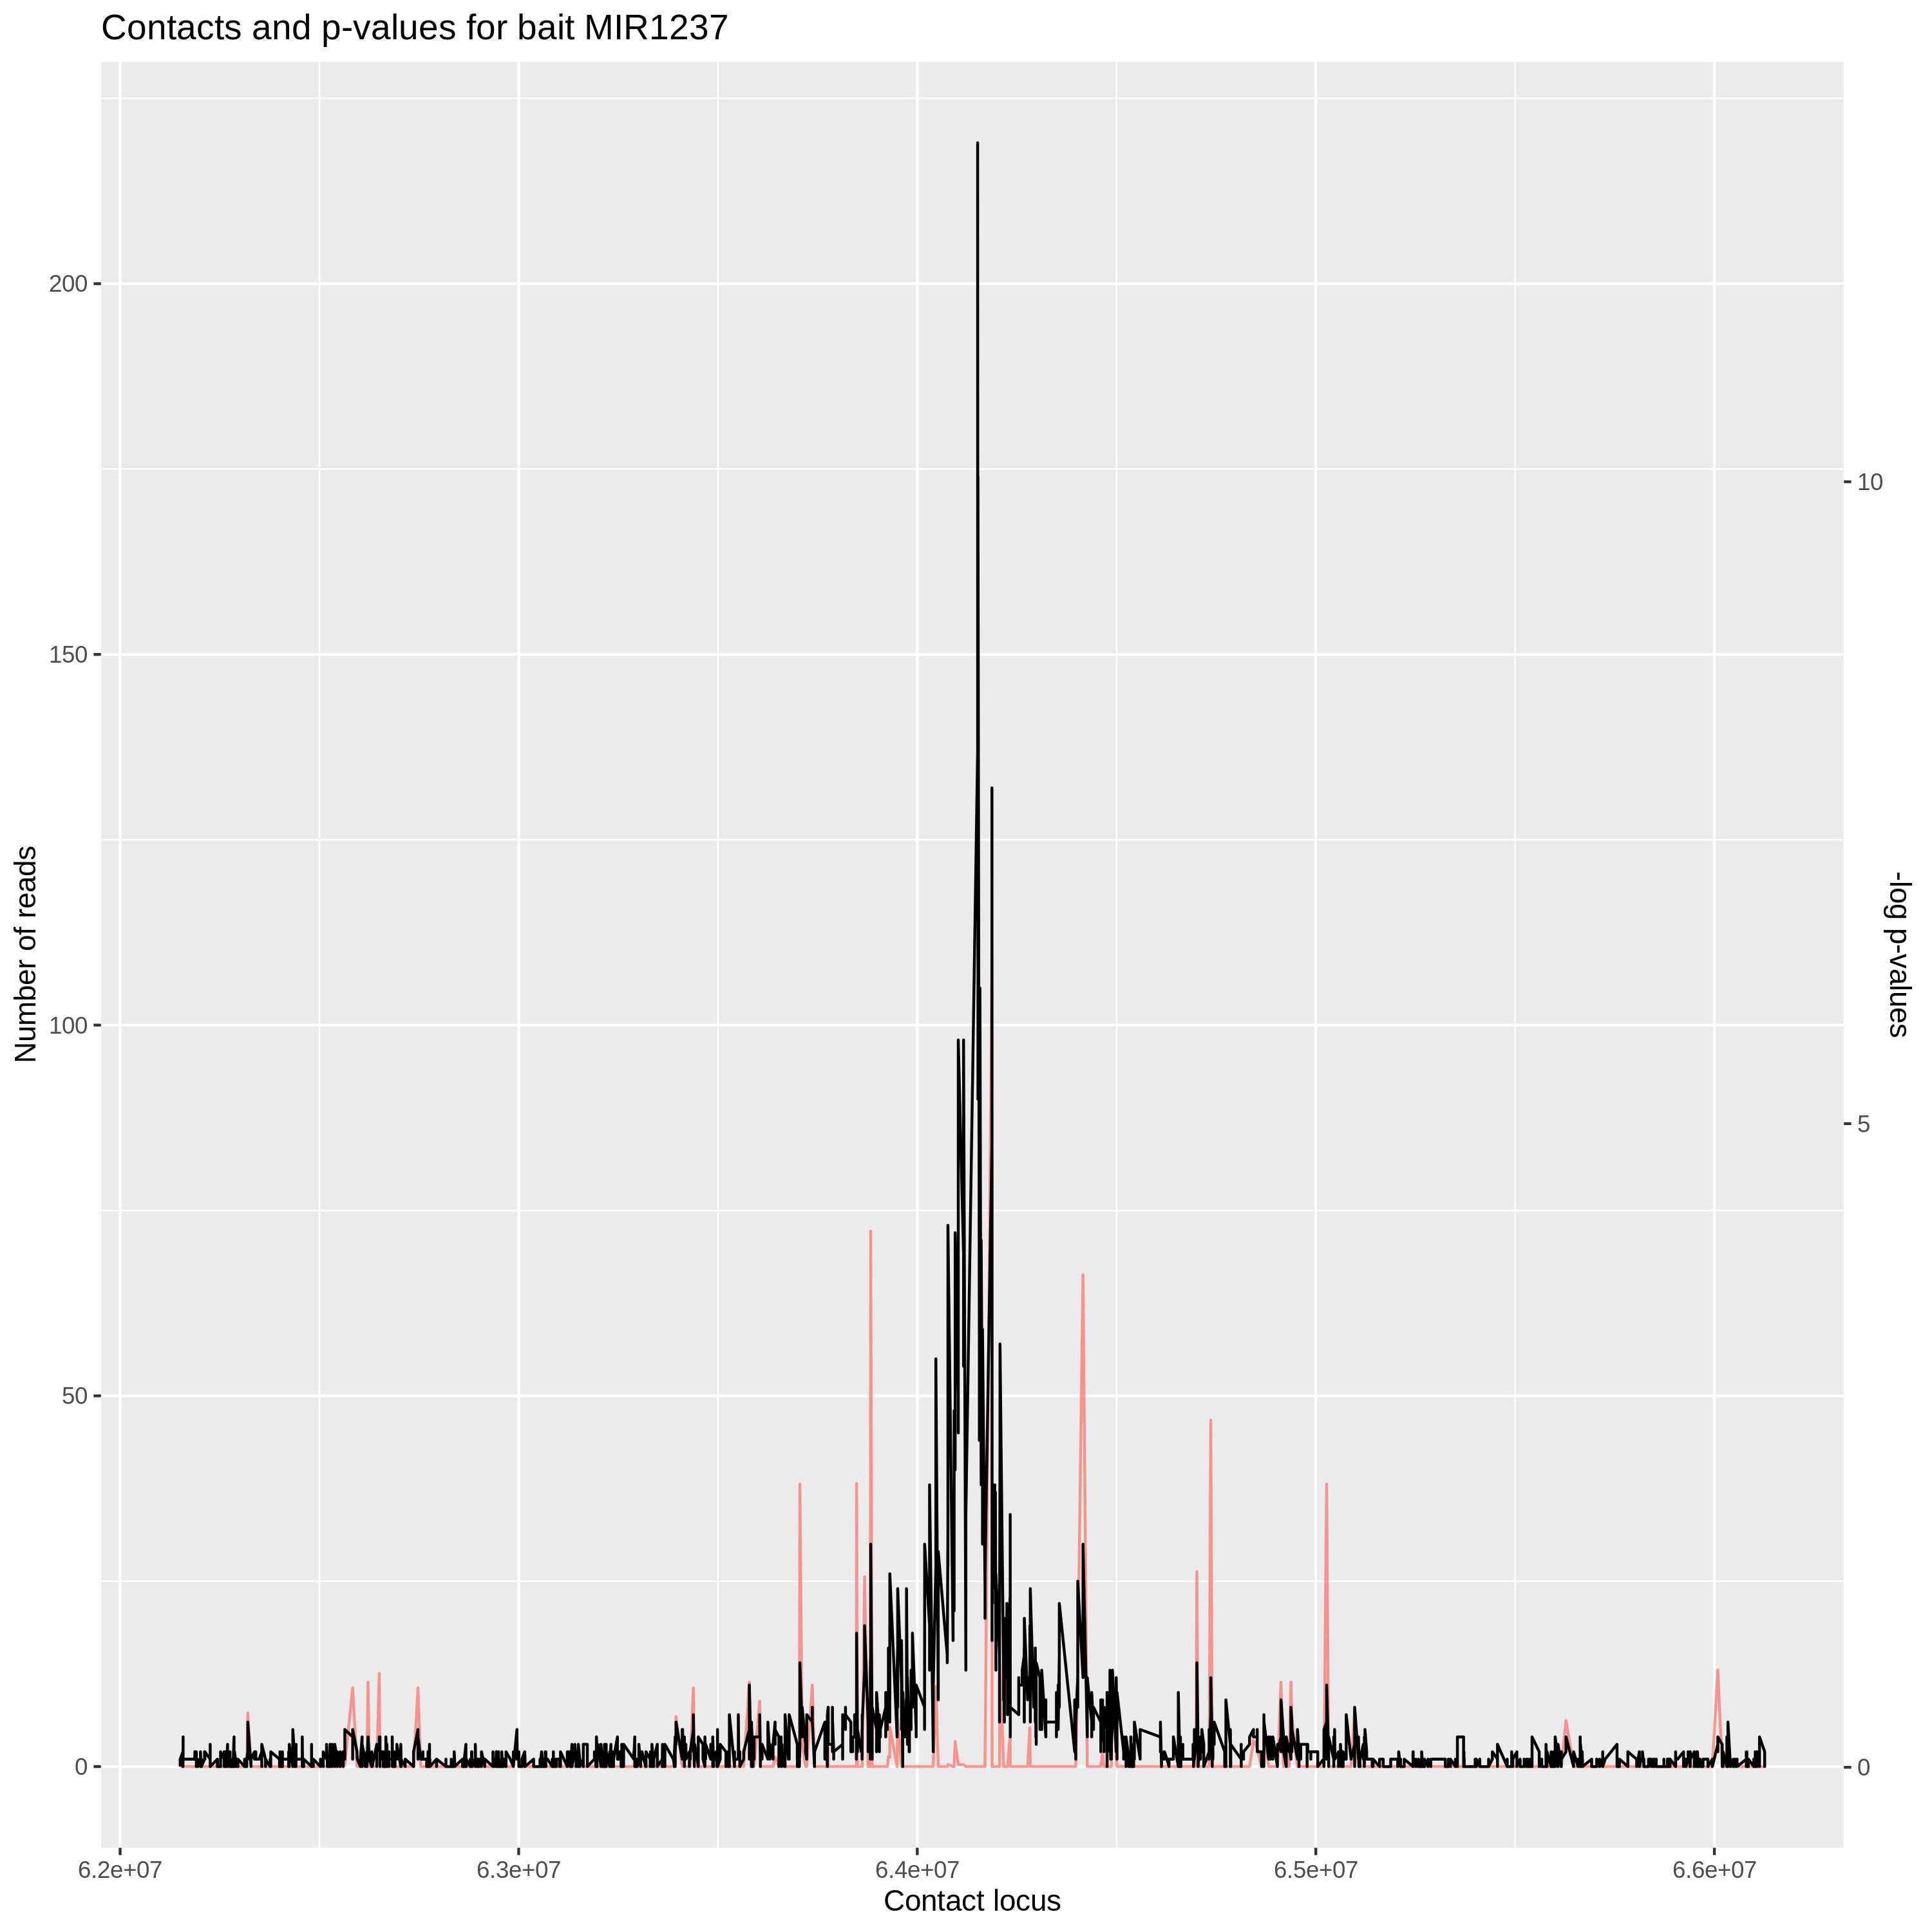 Contacts and p-values for bait MIR1237
200
150
100
50
0
Number of reads
10
5
0
-log p-values
6.2e+07
6.3e+07
6.4e+07
6.5e+07
6.6e+07
Contact locus